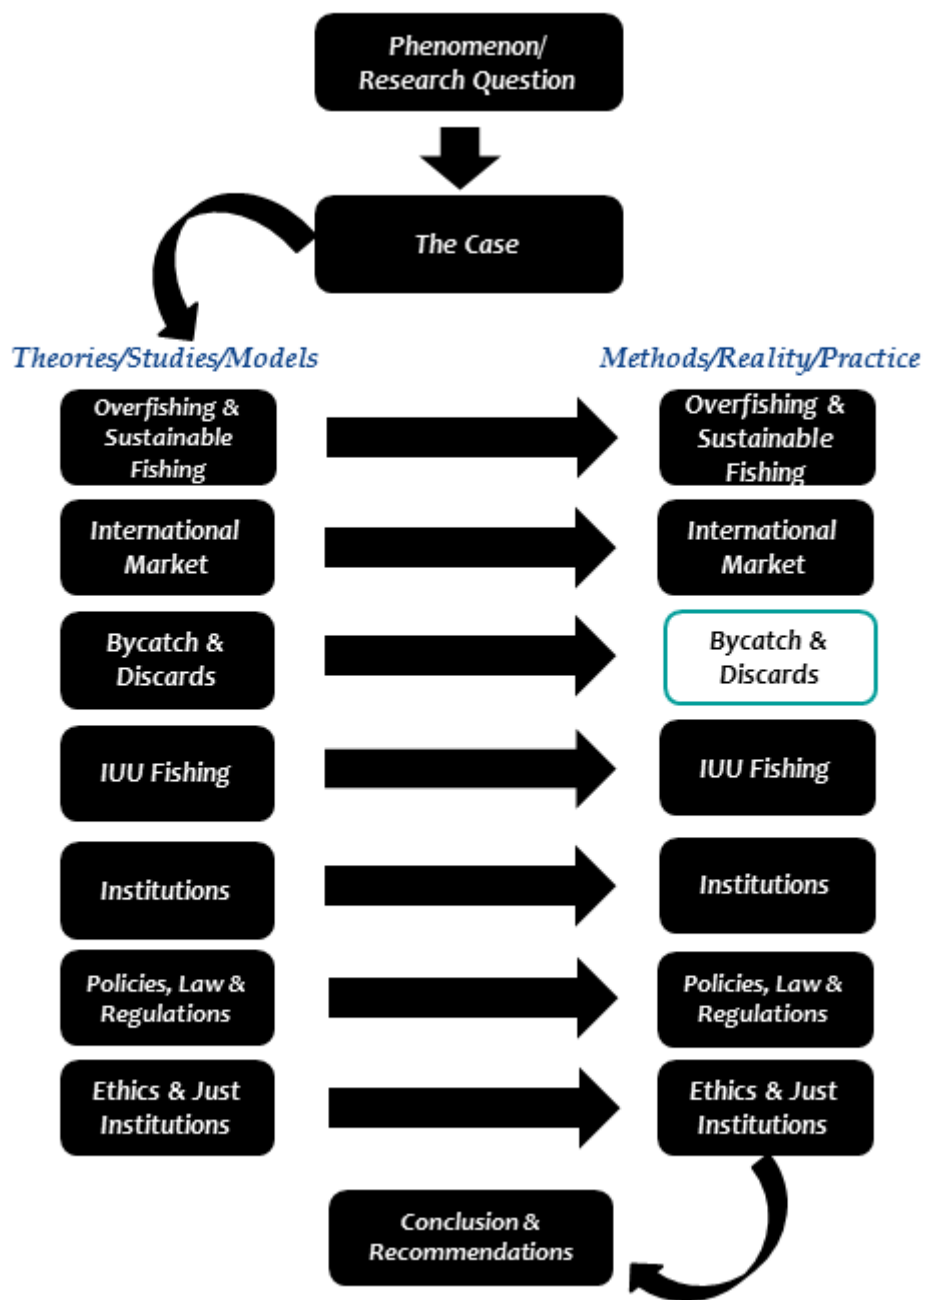 Phenomenon/
Research Question
The Case
Theories/Studies/Models
Methods/Reality/Practice
Overfishing &
Sustainable
Fishing
Overfishing &
Sustainable
Fishing
International
Market
International
Market
Bycatch &
Discards
Bycatch &
Discards
IUU Fishing
IUU Fishing
Institutions
Institutions
Policies, Law &
Regulations
Policies, Law &
Regulations
Ethics & Just
Institutions
Ethics & Just
Institutions
Conclusion &
Recommendations